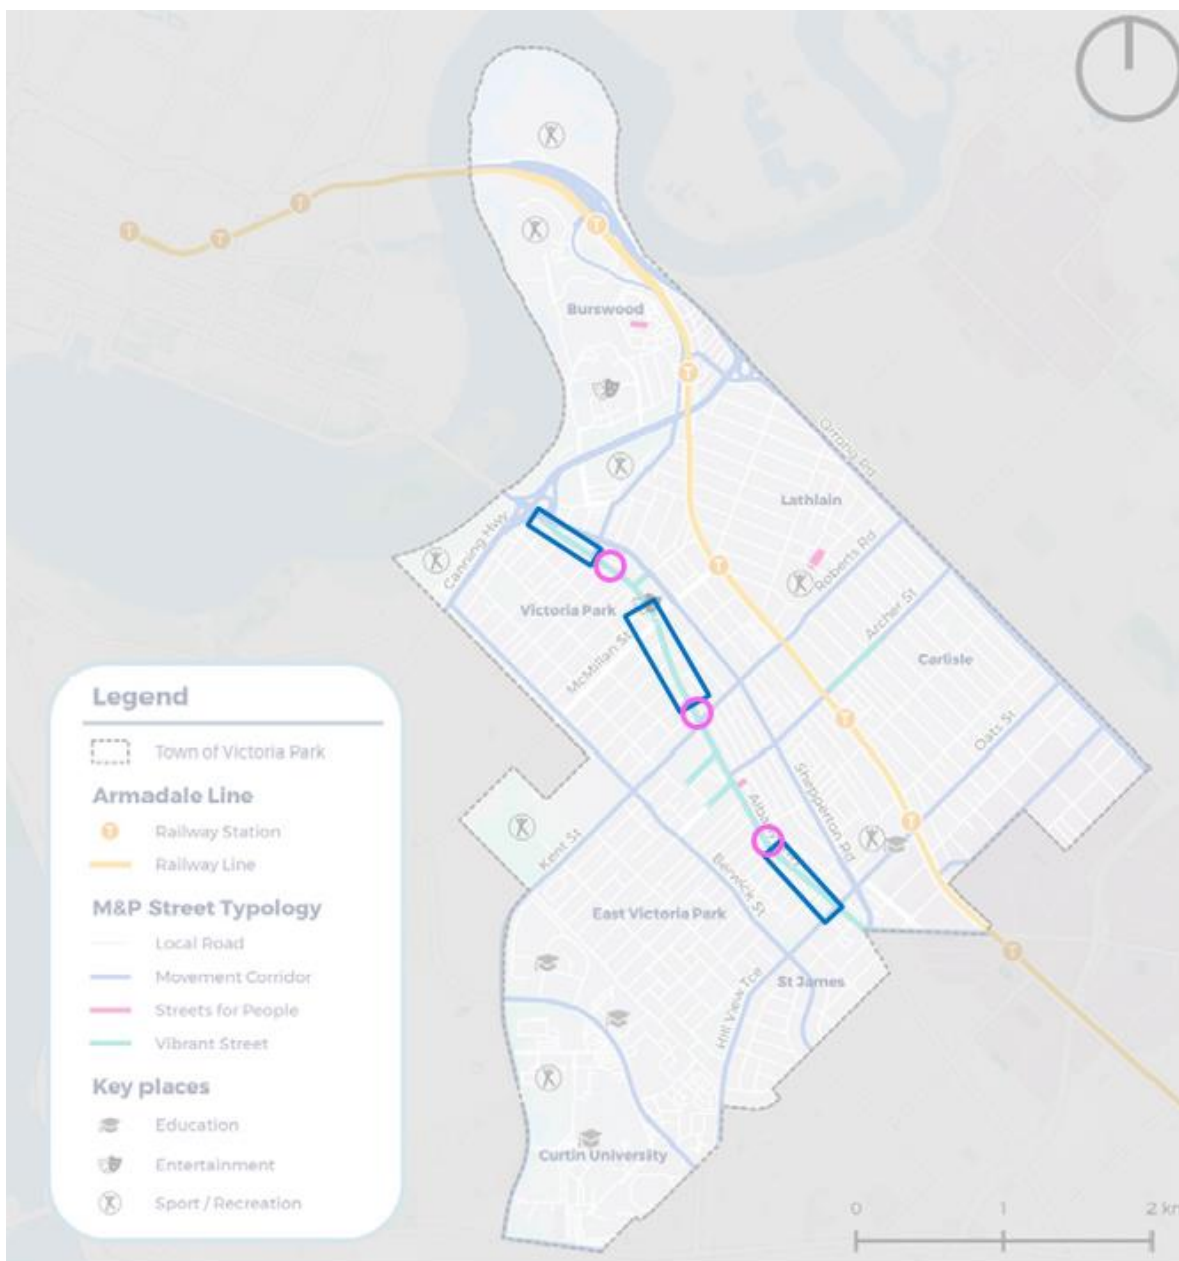 Burswood
Orrong Rd
Lathlain
Canning Hwy
Roberts Rd
Victoria Park
Archer St
McMillan St
Carlisle
Oats St
Shepperton Rd
Kent St
Berwick St
East Victoria Park
St James
Hill View Tce
Curtin University
Legend
Town of Victoria Park
Armadale Line
T Railway Station
Railway Line
M&P Street Typology
Local Road
Movement Corridor
Streets for People
Vibrant Street
Key places
Education
Entertainment
Sport / Recreation
0 1 2 km